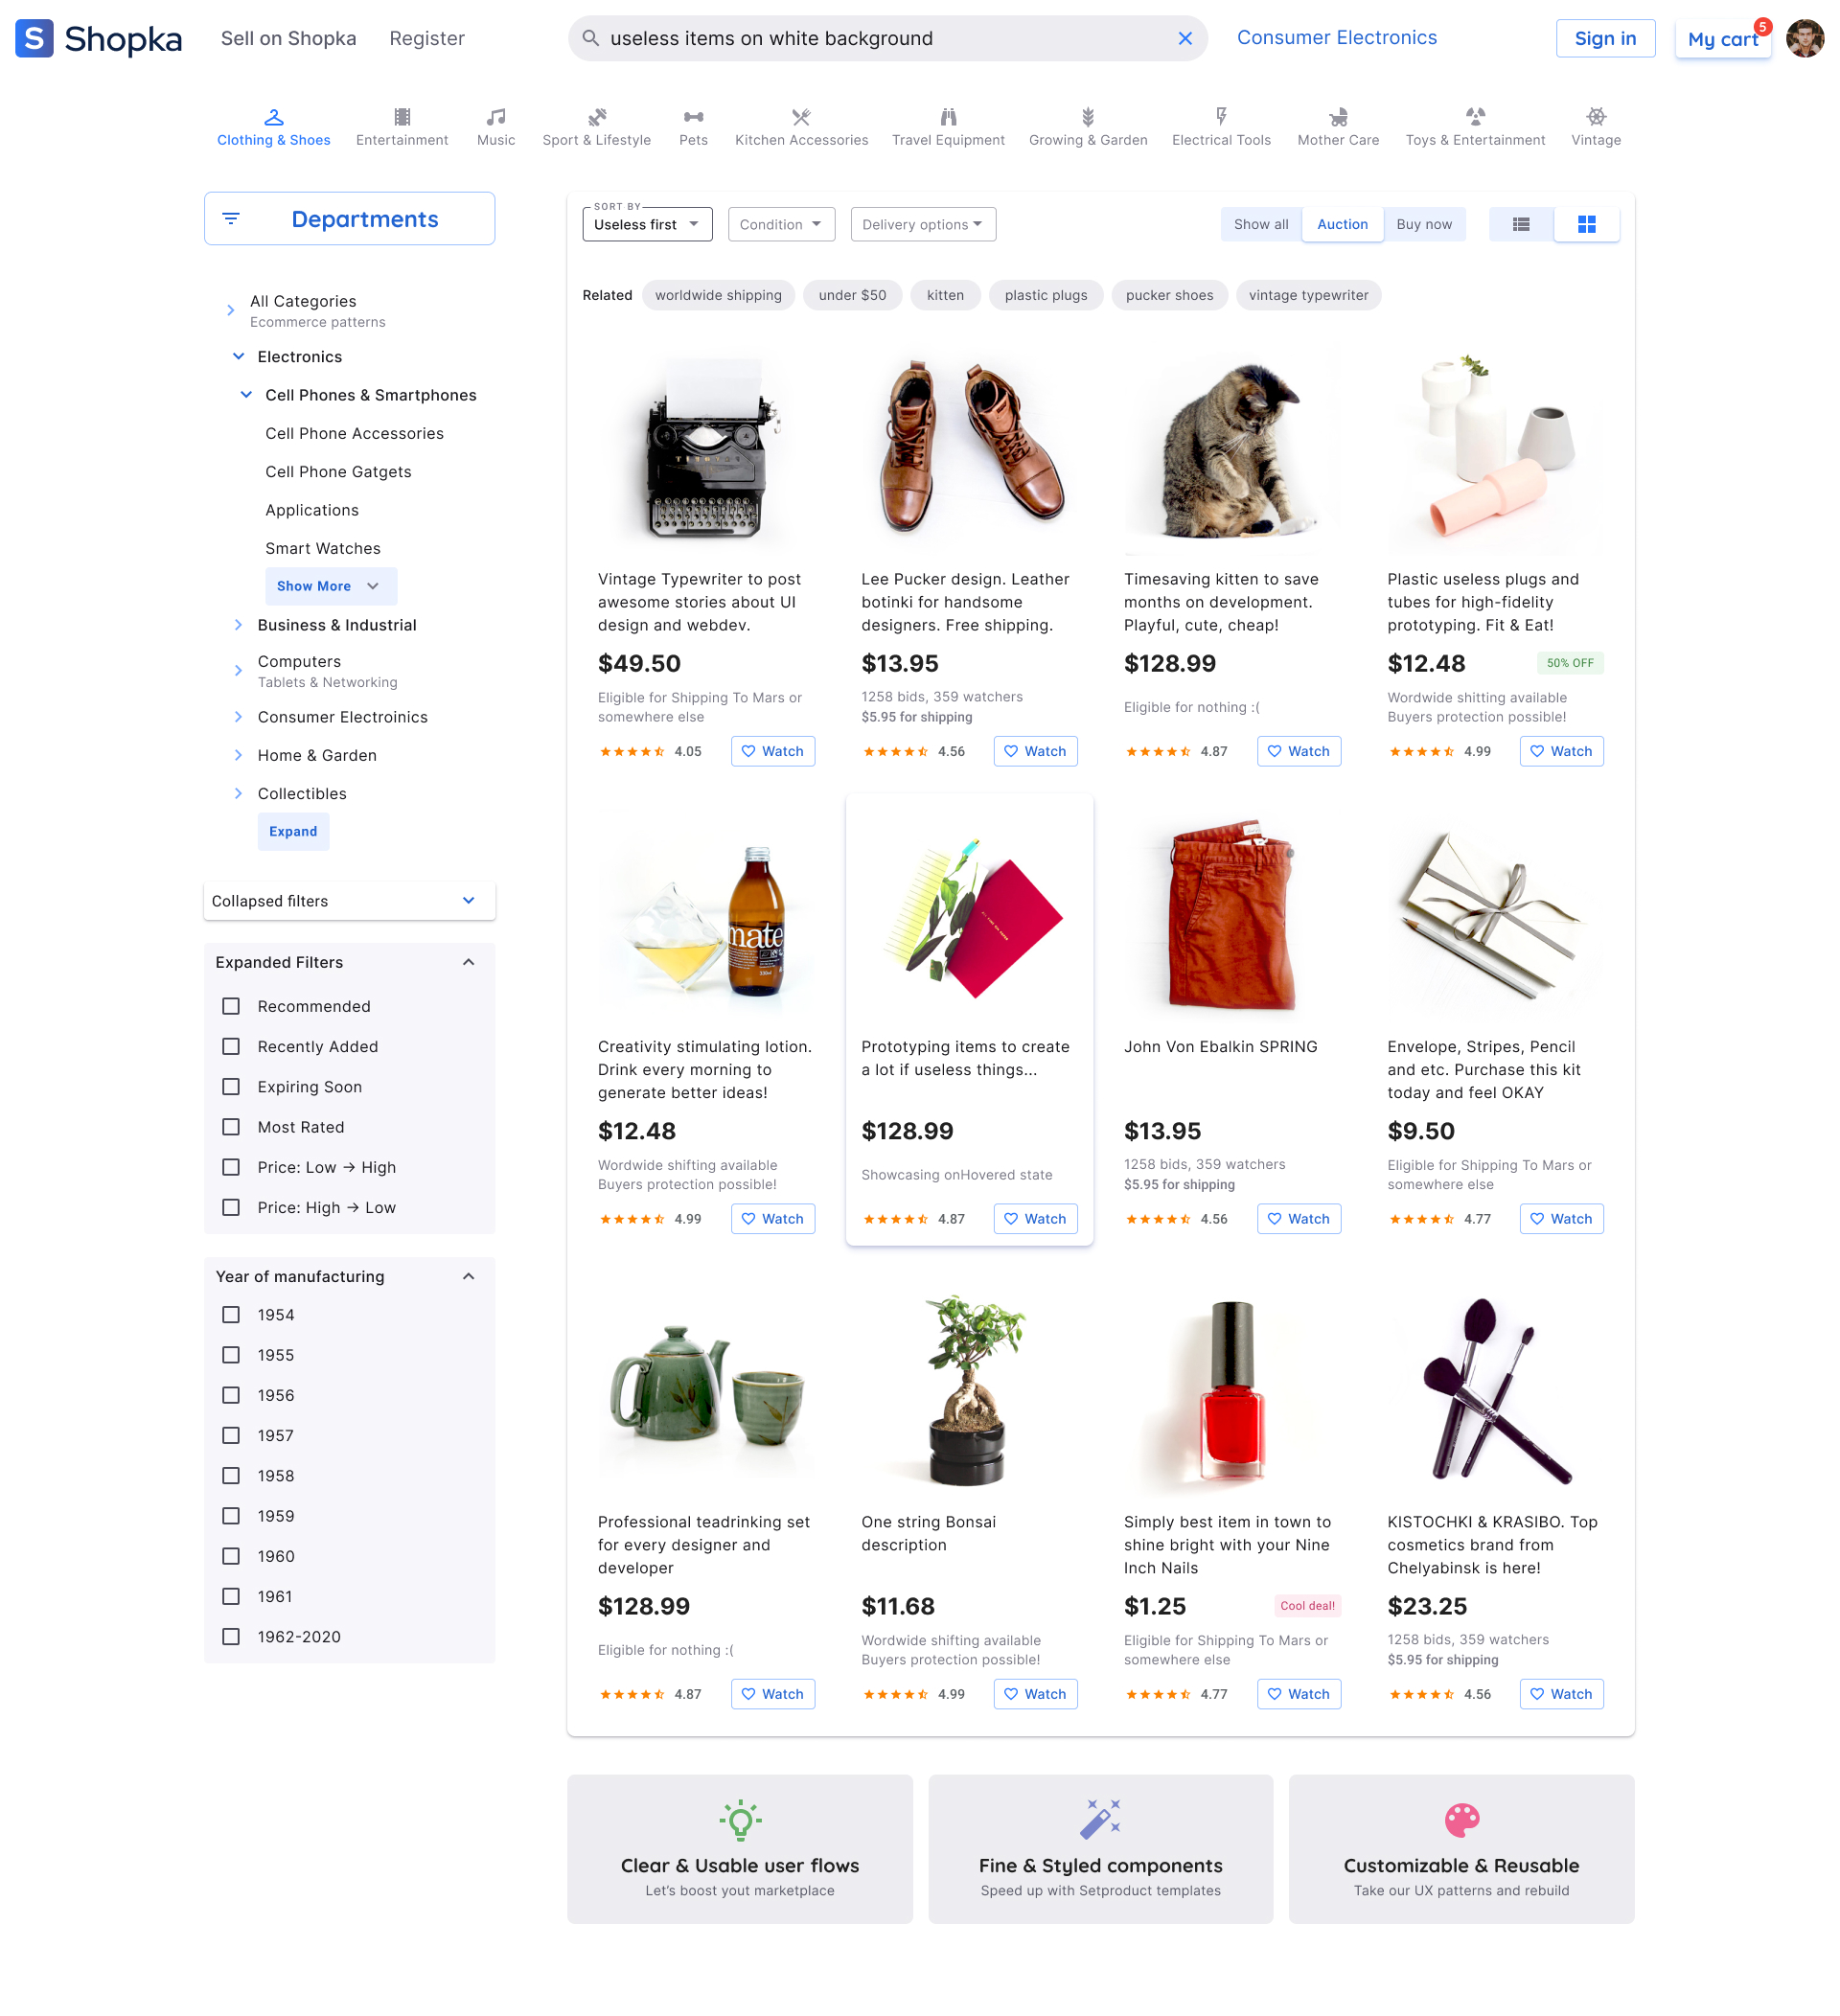 S Shopka
Sell on Shopka
Register
useless items on white background
Consumer Electronics
Sign in
My cart
5
Clothing & Shoes
Entertainment
Music
Sport & Lifestyle
Pets
Kitchen Accessories
Travel Equipment
Growing & Garden
Electrical Tools
Mother Care
Toys & Entertainment
Vintage
Departments
All Categories
Ecommerce patterns
Electronics
Cell Phones & Smartphones
Cell Phone Accessories
Cell Phone Gatgets
Applications
Smart Watches
Show More
Business & Industrial
Computers
Tablets & Networking
Consumer Electroinics
Home & Garden
Collectibles
Expand
Collapsed filters
Expanded Filters
Recommended
Recently Added
Expiring Soon
Most Rated
Price: Low → High
Price: High → Low
Year of manufacturing
1954
1955
1956
1957
1958
1959
1960
1961
1962-2020
SORT BY
Useless first
Condition
Delivery options
Show all
Auction
Buy now
Related
worldwide shipping
under $50
kitten
plastic plugs
pucker shoes
vintage typewriter
Vintage Typewriter to post
awesome stories about UI
design and webdev.
$49.50
Eligible for Shipping To Mars or
somewhere else
4.05
Watch
Lee Pucker design. Leather
botinki for handsome
designers. Free shipping.
$13.95
1258 bids, 359 watchers
$5.95 for shipping
4.56
Watch
Timesaving kitten to save
months on development.
Playful, cute, cheap!
$128.99
Eligible for nothing :(
4.87
Watch
Plastic useless plugs and
tubes for high-fidelity
prototyping. Fit & Eat!
$12.48
50% OFF
Wordwide shitting available
Buyers protection possible!
4.99
Watch
mate
330ml
Creativity stimulating lotion.
Drink every morning to
generate better ideas!
$12.48
Wordwide shifting available
Buyers protection possible!
4.99
Watch
Prototyping items to create
a lot if useless things...
$128.99
Showcasing onHovered state
4.87
Watch
John Von Ebalkin SPRING
$13.95
1258 bids, 359 watchers
$5.95 for shipping
4.56
Watch
Envelope, Stripes, Pencil
and etc. Purchase this kit
today and feel OKAY
$9.50
Eligible for Shipping To Mars or
somewhere else
4.77
Watch
Professional teadrinking set
for every designer and
developer
$128.99
Eligible for nothing :(
4.87
Watch
One string Bonsai
description
$11.68
Wordwide shifting available
Buyers protection possible!
4.99
Watch
Simply best item in town to
shine bright with your Nine
Inch Nails
$1.25
Cool deal!
Eligible for Shipping To Mars or
somewhere else
4.77
Watch
KISTOCHKI & KRASIBO. Top
cosmetics brand from
Chelyabinsk is here!
$23.25
1258 bids, 359 watchers
$5.95 for shipping
4.56
Watch
Clear & Usable user flows
Let's boost yout marketplace
Fine & Styled components
Speed up with Setproduct templates
Customizable & Reusable
Take our UX patterns and rebuild